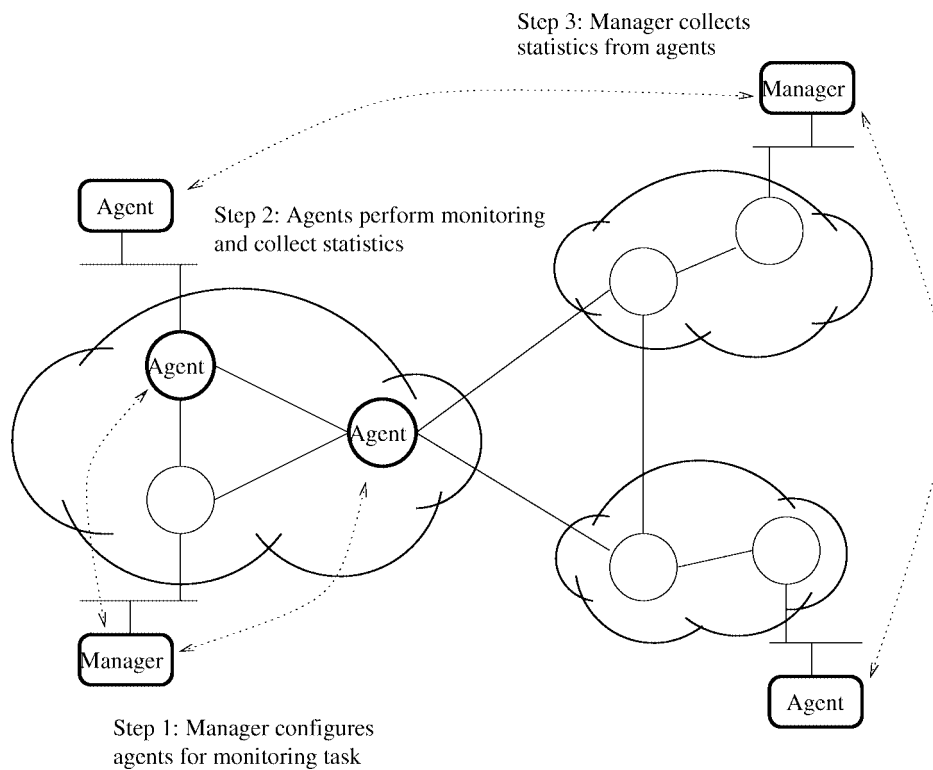 Step 3: Manager collects
statistics from agents
Manager
Agent
Step 2: Agents perform monitoring
and collect statistics
Agent
Agent
Manager
Agent
Step 1: Manager configures
agents for monitoring task